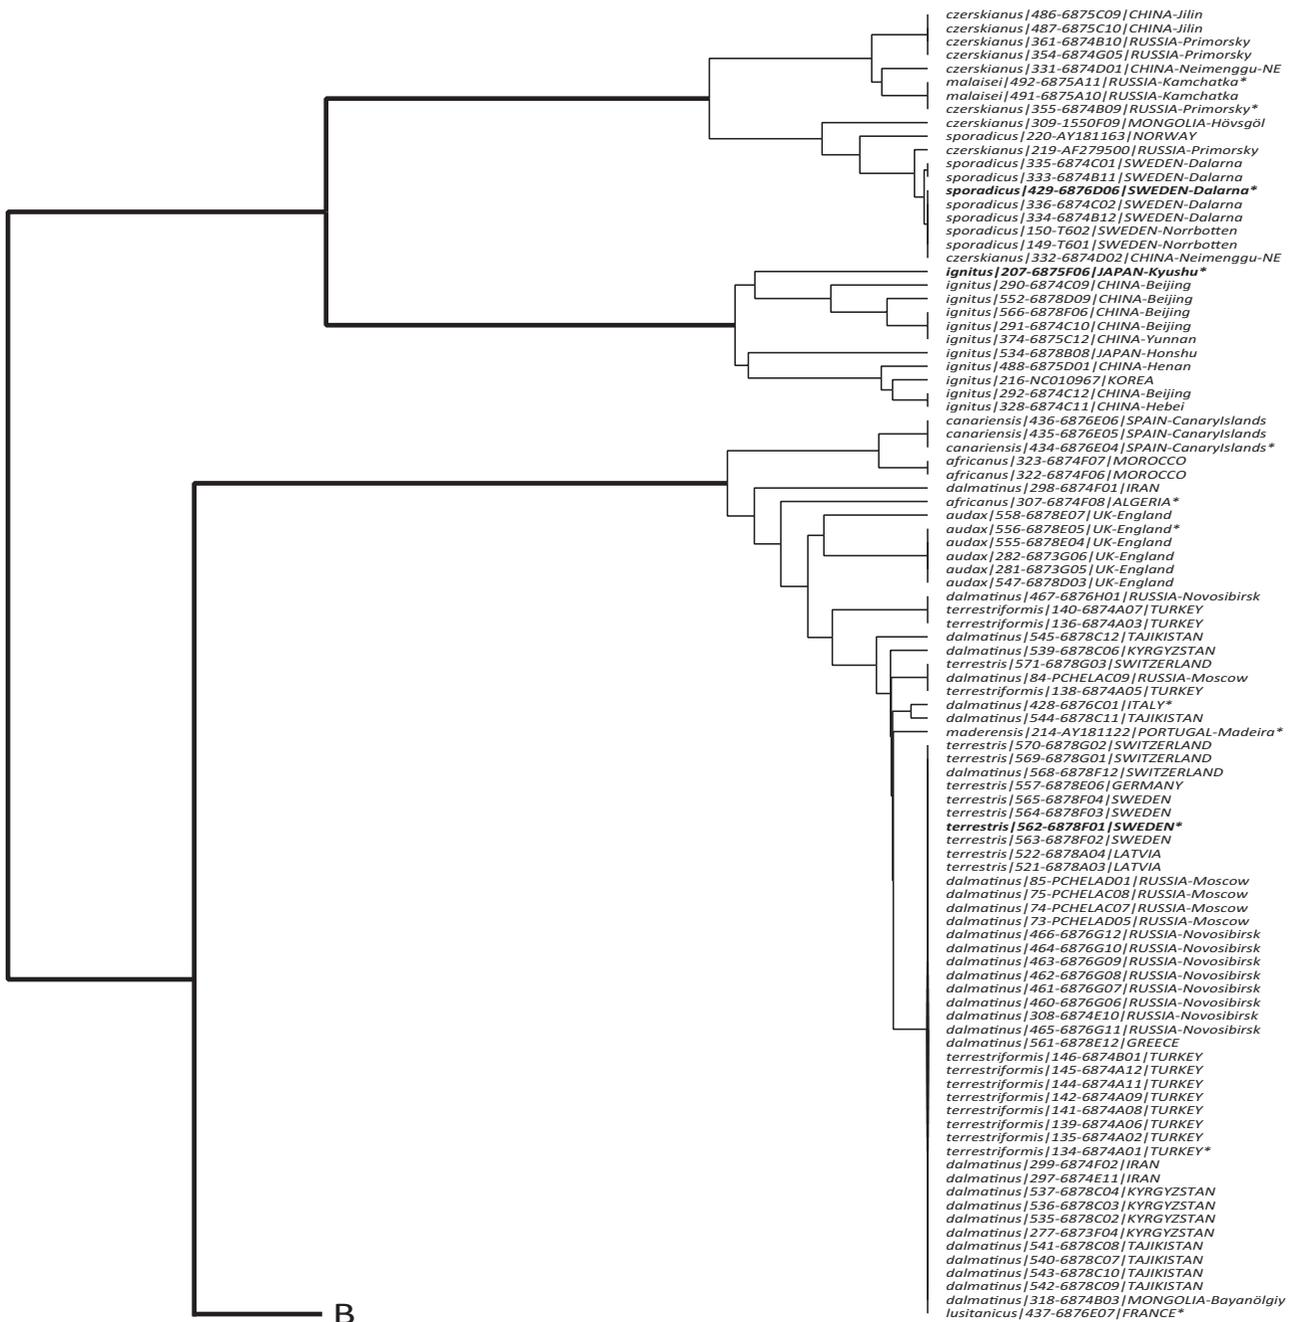 czerskianus|486-6875C09|CHINA-Jilin
czerskianus|487-6875C10|CHINA-Jilin
czerskianus|361-6874B10|RUSSIA-Primorsky
czerskianus|354-6874G05|RUSSIA-Primorsky
czerskianus|331-6874D01|CHINA-Neimenggu-NE
malaisei|492-6875A11|RUSSIA-Kamchatka*
malaisei|491-6875A10|RUSSIA-Kamchatka
czerskianus|355-6874B09|RUSSIA-Primorsky*
czerskianus|309-1550F09|MONGOLIA-Hövsgöl
sporadicus|220-AY181163|NORWAY
czerskianus|219-AF279500|RUSSIA-Primorsky
sporadicus|335-6874C01|SWEDEN-Dalarna
sporadicus|333-6874B11|SWEDEN-Dalarna
sporadicus|429-6876D06|SWEDEN-Dalarna*
sporadicus|336-6874C02|SWEDEN-Dalarna
sporadicus|334-6874B12|SWEDEN-Dalarna
sporadicus|150-T602|SWEDEN-Norrbotten
sporadicus|149-T601|SWEDEN-Norrbotten
czerskianus|332-6874D02|CHINA-Neimenggu-NE
ignitus|207-6875F06|JAPAN-Kyushu*
ignitus|290-6874C09|CHINA-Beijing
ignitus|552-6878D09|CHINA-Beijing
ignitus|566-6878F06|CHINA-Beijing
ignitus|291-6874C10|CHINA-Beijing
ignitus|374-6875C12|CHINA-Yunnan
ignitus|534-6878B08|JAPAN-Honshu
ignitus|488-6875D01|CHINA-Henan
ignitus|216-NC010967|KOREA
ignitus|292-6874C12|CHINA-Beijing
ignitus|328-6874C11|CHINA-Hebei
canariensis|436-6876E06|SPAIN-CanaryIslands
canariensis|435-6876E05|SPAIN-CanaryIslands
canariensis|434-6876E04|SPAIN-CanaryIslands*
africanus|323-6874F07|MOROCCO
africanus|322-6874F06|MOROCCO
dalmatinus|298-6874F01|IRAN
africanus|307-6874F08|ALGERIA*
audax|558-6878E07|UK-England
audax|556-6878E05|UK-England*
audax|555-6878E04|UK-England
audax|282-6873G06|UK-England
audax|281-6873G05|UK-England
audax|547-6878D03|UK-England
dalmatinus|467-6876H01|RUSSIA-Novosibirsk
terrestriformis|140-6874A07|TURKEY
terrestriformis|136-6874A03|TURKEY
dalmatinus|545-6878C12|TAJIKISTAN
dalmatinus|539-6878C06|KYRGYZSTAN
terrestris|571-6878G03|SWITZERLAND
dalmatinus|84-PCHELAC09|RUSSIA-Moscow
terrestriformis|138-6874A05|TURKEY
dalmatinus|428-6876C01|ITALY*
dalmatinus|544-6878C11|TAJIKISTAN
maderensis|214-AY181122|PORTUGAL-Madeira*
terrestris|570-6878G02|SWITZERLAND
terrestris|569-6878G01|SWITZERLAND
dalmatinus|568-6878F12|SWITZERLAND
terrestris|557-6878E06|GERMANY
terrestris|565-6878F04|SWEDEN
terrestris|564-6878F03|SWEDEN
terrestris|562-6878F01|SWEDEN*
terrestris|563-6878F02|SWEDEN
terrestris|522-6878A04|LATVIA
terrestris|521-6878A03|LATVIA
dalmatinus|85-PCHELAD01|RUSSIA-Moscow
dalmatinus|75-PCHELAC08|RUSSIA-Moscow
dalmatinus|74-PCHELAC07|RUSSIA-Moscow
dalmatinus|73-PCHELAD05|RUSSIA-Moscow
dalmatinus|466-6876G12|RUSSIA-Novosibirsk
dalmatinus|464-6876G10|RUSSIA-Novosibirsk
dalmatinus|463-6876G09|RUSSIA-Novosibirsk
dalmatinus|462-6876G08|RUSSIA-Novosibirsk
dalmatinus|461-6876G07|RUSSIA-Novosibirsk
dalmatinus|460-6876G06|RUSSIA-Novosibirsk
dalmatinus|308-6874E10|RUSSIA-Novosibirsk
dalmatinus|465-6876G11|RUSSIA-Novosibirsk
dalmatinus|561-6878E12|GREECE
terrestriformis|146-6874B01|TURKEY
terrestriformis|145-6874A12|TURKEY
terrestriformis|144-6874A11|TURKEY
terrestriformis|142-6874A09|TURKEY
terrestriformis|141-6874A08|TURKEY
terrestriformis|139-6874A06|TURKEY
terrestriformis|135-6874A02|TURKEY
terrestriformis|134-6874A01|TURKEY*
dalmatinus|299-6874F02|IRAN
dalmatinus|297-6874E11|IRAN
dalmatinus|537-6878C04|KYRGYZSTAN
dalmatinus|536-6878C03|KYRGYZSTAN
dalmatinus|535-6878C02|KYRGYZSTAN
dalmatinus|277-6873F04|KYRGYZSTAN
dalmatinus|541-6878C08|TAJIKISTAN
dalmatinus|540-6878C07|TAJIKISTAN
dalmatinus|543-6878C10|TAJIKISTAN
dalmatinus|542-6878C09|TAJIKISTAN
dalmatinus|318-6874B03|MONGOLIA-Bayanölgiy
lusitanicus|437-6876E07|FRANCE*
B